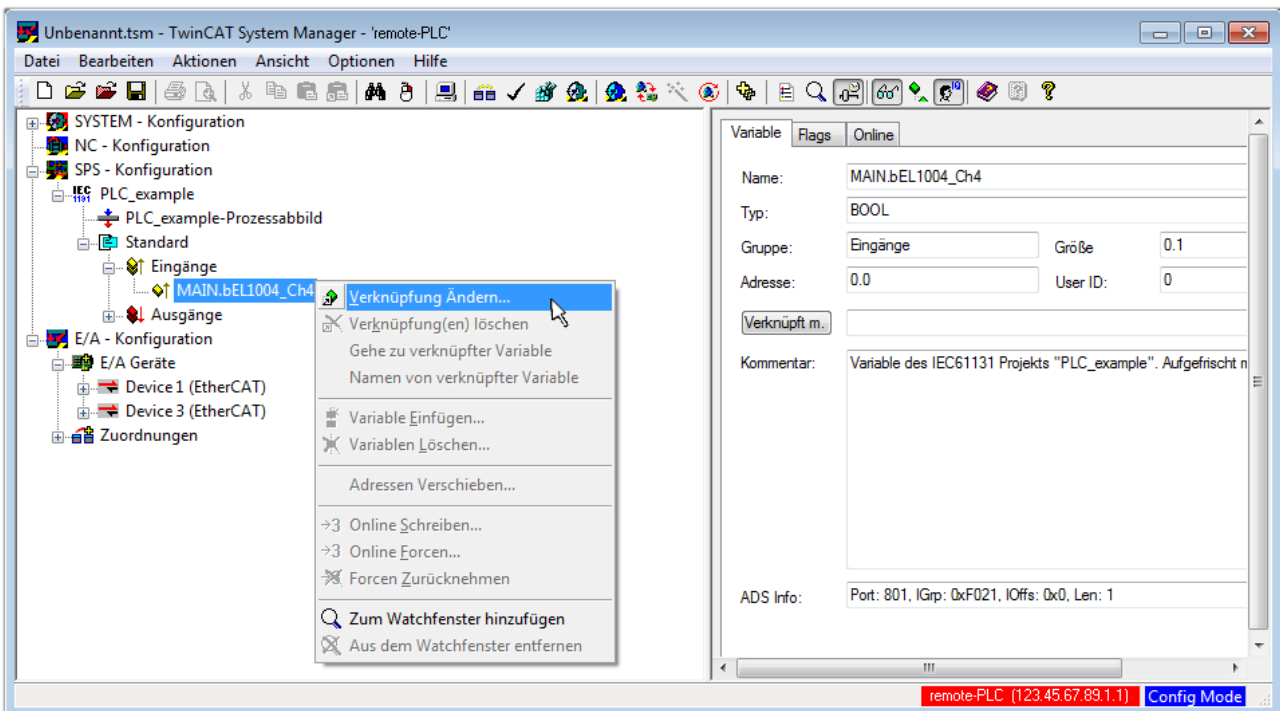 Unbenannt.tsm - TwinCAT System Manager - 'remote-PLC'
Datei Bearbeiten Aktionen Ansicht Optionen Hilfe
SYSTEM - Konfiguration
NC - Konfiguration
SPS - Konfiguration
IEC 1131 PLC_example
PLC_example-Prozessabbild
Standard
Eingänge
MAIN.bEL1004_Ch4
Ausgänge
E/A - Konfiguration
E/A Geräte
Device 1 (EtherCAT)
Device 3 (EtherCAT)
Zuordnungen
Verknüpfung Ändern...
Verknüpfung(en) löschen
Gehe zu verknüpfter Variable
Namen von verknüpfter Variable
Variable Einfügen...
Variablen Löschen...
Adressen Verschieben...
→3 Online Schreiben...
→3 Online Forcen...
Forcen Zurücknehmen
Zum Watchfenster hinzufügen
Aus dem Watchfenster entfernen
Variable Flags Online
Name: MAIN.bEL1004_Ch4
Typ: BOOL
Gruppe: Eingänge Größe 0.1
Adresse: 0.0 User ID: 0
Verknüpft m.
Kommentar: Variable des IEC61131 Projekts "PLC_example". Aufgefrischt
ADS Info: Port: 801, IGrp: 0xF021, IOffs: 0x0, Len: 1
remote-PLC (123.45.67.89.1.1) Config Mode